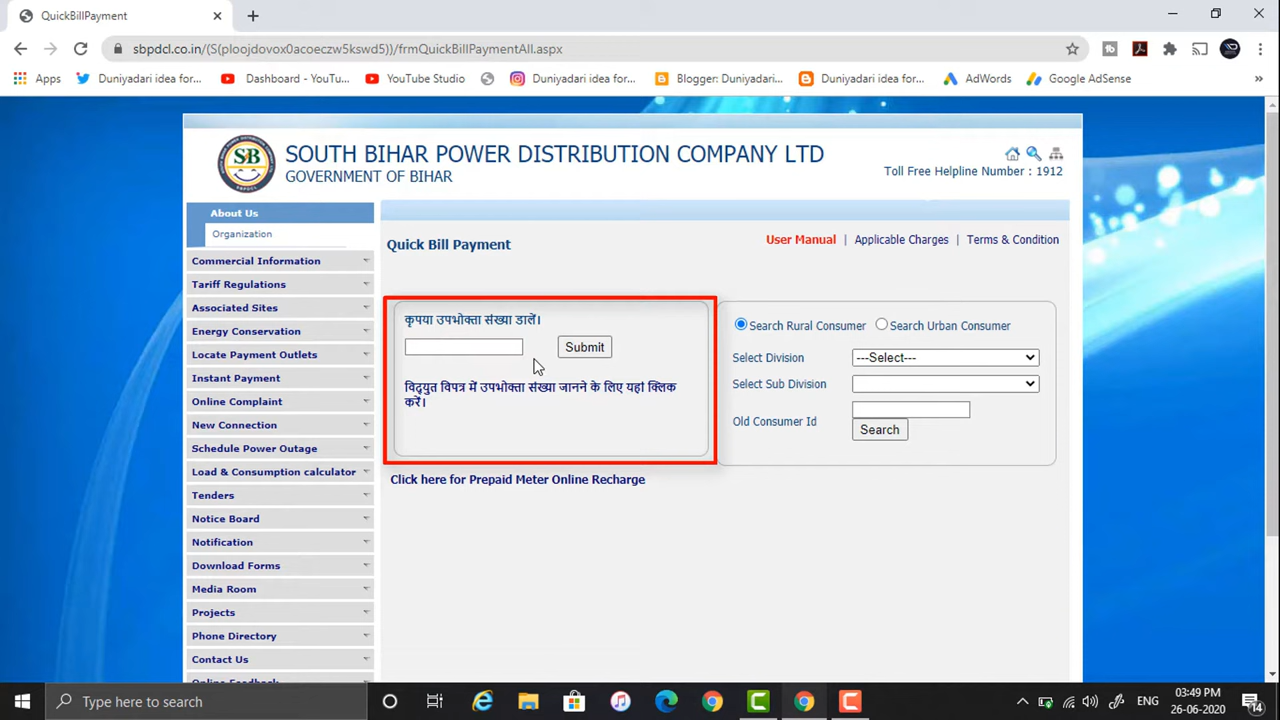 QuickBillPayment
sbpdcl.co.in/(S(ploojdovox0acoeczw5kswd5))/frmQuickBillPaymentAll.aspx
Apps
Duniyadari idea for...
Dashboard - YouTu...
YouTube Studio
Duniyadari idea for...
Blogger: Duniyadari...
Duniyadari idea for...
AdWords
Google AdSense
»
SB
SBPDCL
SOUTH BIHAR POWER DISTRIBUTION COMPANY LTD
GOVERNMENT OF BIHAR
Toll Free Helpline Number : 1912
About Us
Organization
Commercial Information
Tariff Regulations
Associated Sites
Energy Conservation
Locate Payment Outlets
Instant Payment
Online Complaint
New Connection
Schedule Power Outage
Load & Consumption calculator
Tenders
Notice Board
Notification
Download Forms
Media Room
Projects
Phone Directory
Contact Us
Online Feedback
Quick Bill Payment
User Manual | Applicable Charges | Terms & Condition
कृपया उपभोक्ता संख्या डालें।
Submit
विद्युत विपत्र में उपभोक्ता संख्या जानने के लिए यहां क्लिक
करें।
Search Rural Consumer Search Urban Consumer
Select Division ---Select---
Select Sub Division
Old Consumer Id
Search
Click here for Prepaid Meter Online Recharge
Type here to search
ENG
03:49 PM
26-06-2020
14